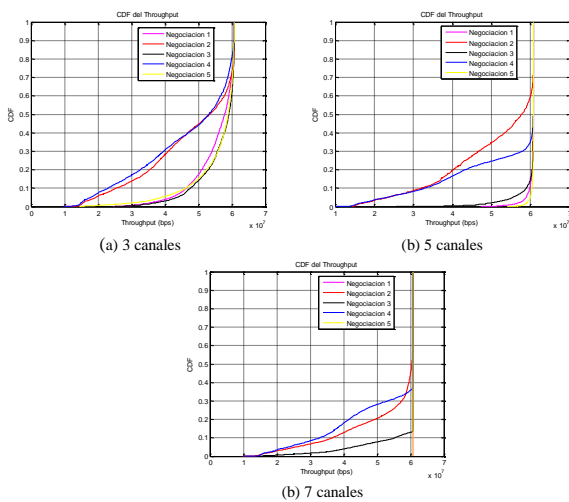 CDF del Throughput
CDF
1
0.9
0.8
0.7
0.6
0.5
0.4
0.3
0.2
0.1
0
Negociacion 1
Negociacion 2
Negociacion 3
Negociacion 4
Negociacion 5
0 1 2 3 4 5 6 7
Throughput (bps)
x 10^7
(a) 3 canales
CDF del Throughput
CDF
1
0.9
0.8
0.7
0.6
0.5
0.4
0.3
0.2
0.1
0
Negociacion 1
Negociacion 2
Negociacion 3
Negociacion 4
Negociacion 5
1 2 3 4 5 6 7
Throughput (bps)
x 10^7
(b) 5 canales
CDF del Throughput
CDF
1
0.9
0.8
0.7
0.6
0.5
0.4
0.3
0.2
0.1
0
Negociacion 1
Negociacion 2
Negociacion 3
Negociacion 4
Negociacion 5
0 1 2 3 4 5 6 7
Throughput (bps)
x 10^7
(b) 7 canales